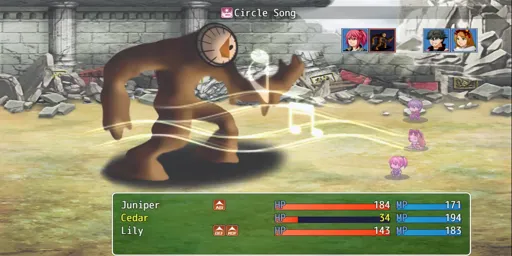 Circle Song
Juniper HP 184 MP 171
Cedar HP 34 MP 194
Lily HP 143 MP 183